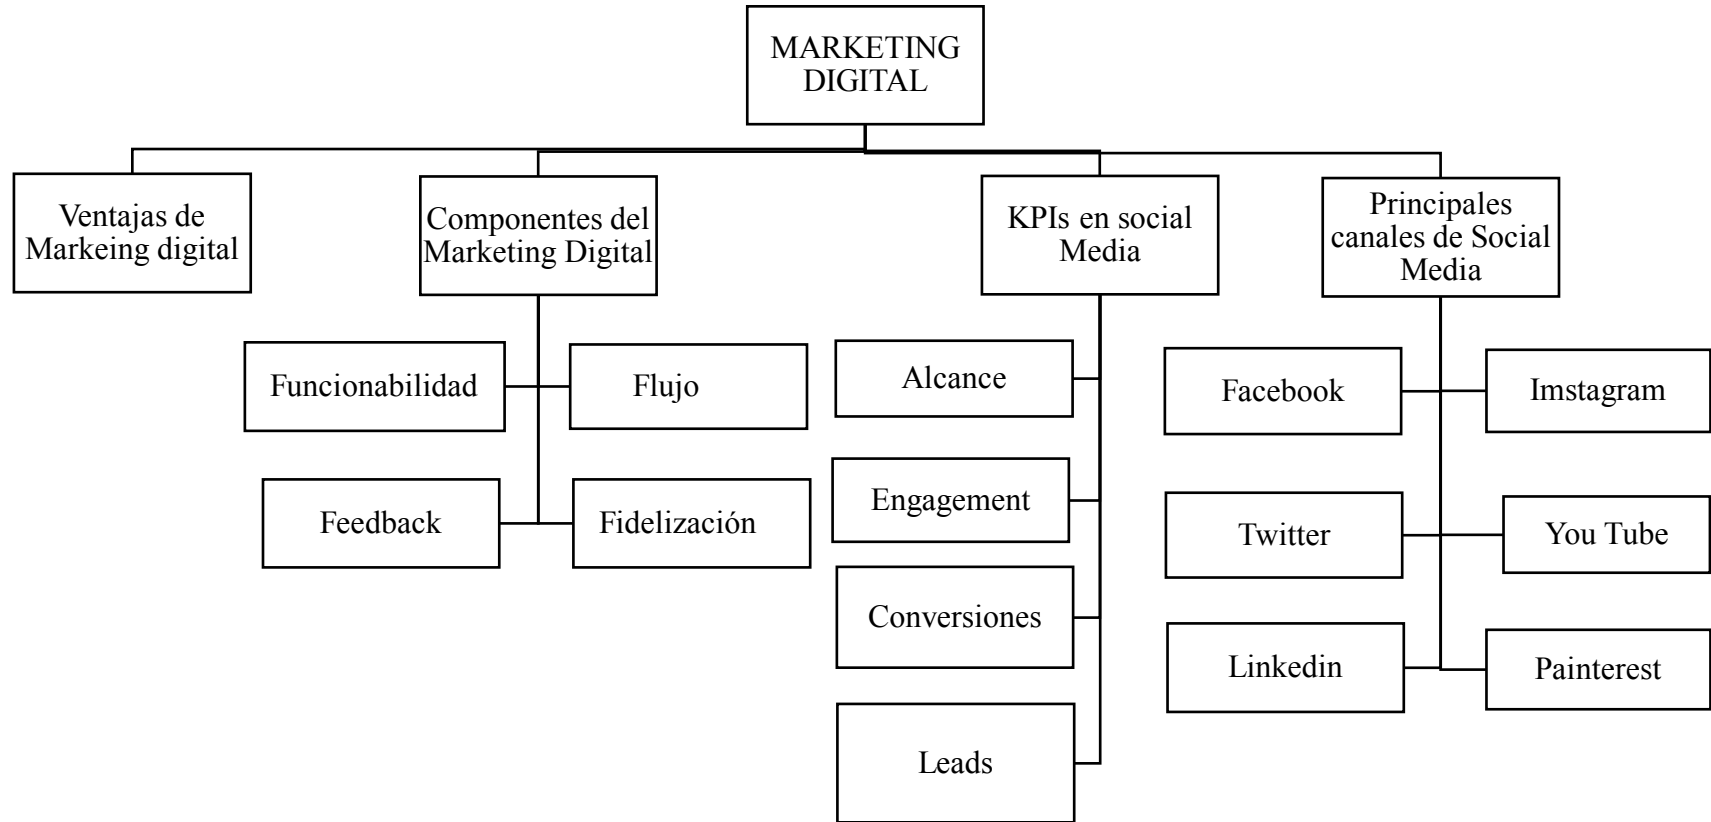 MARKETING
DIGITAL
Ventajas de
Markeing digital
Componentes del
Marketing Digital
KPIs en social
Media
Principales
canales de Social
Media
Funcionabilidad
Flujo
Feedback
Fidelización
Alcance
Engagement
Conversiones
Leads
Facebook
Imstagram
Twitter
You Tube
Linkedin
Painterest